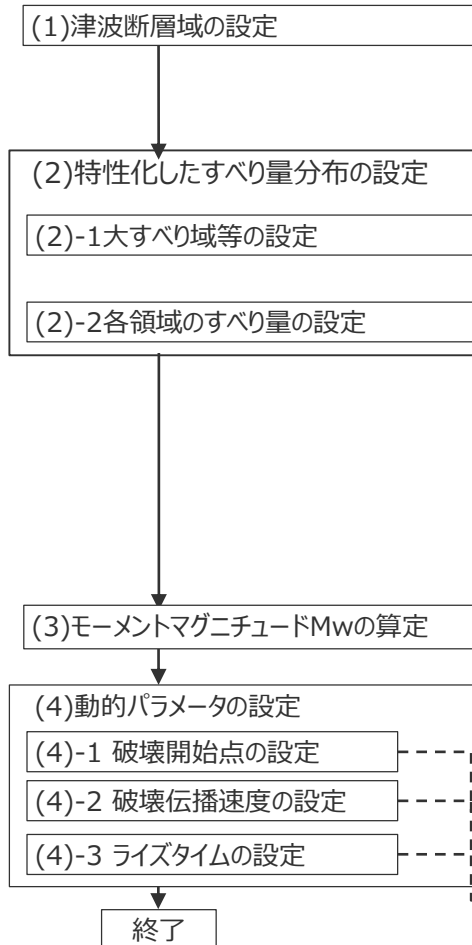 (1)津波断層域の設定
(2)特性化したすべり量分布の設定
(2)-1大すべり域等の設定
(2)-2各領域のすべり量の設定
(3)モーメントマグニチュードMwの算定
(4)動的パラメータの設定
(4)-1 破壊開始点の設定
(4)-2 破壊伝播速度の設定
(4)-3 ライズタイムの設定
終了